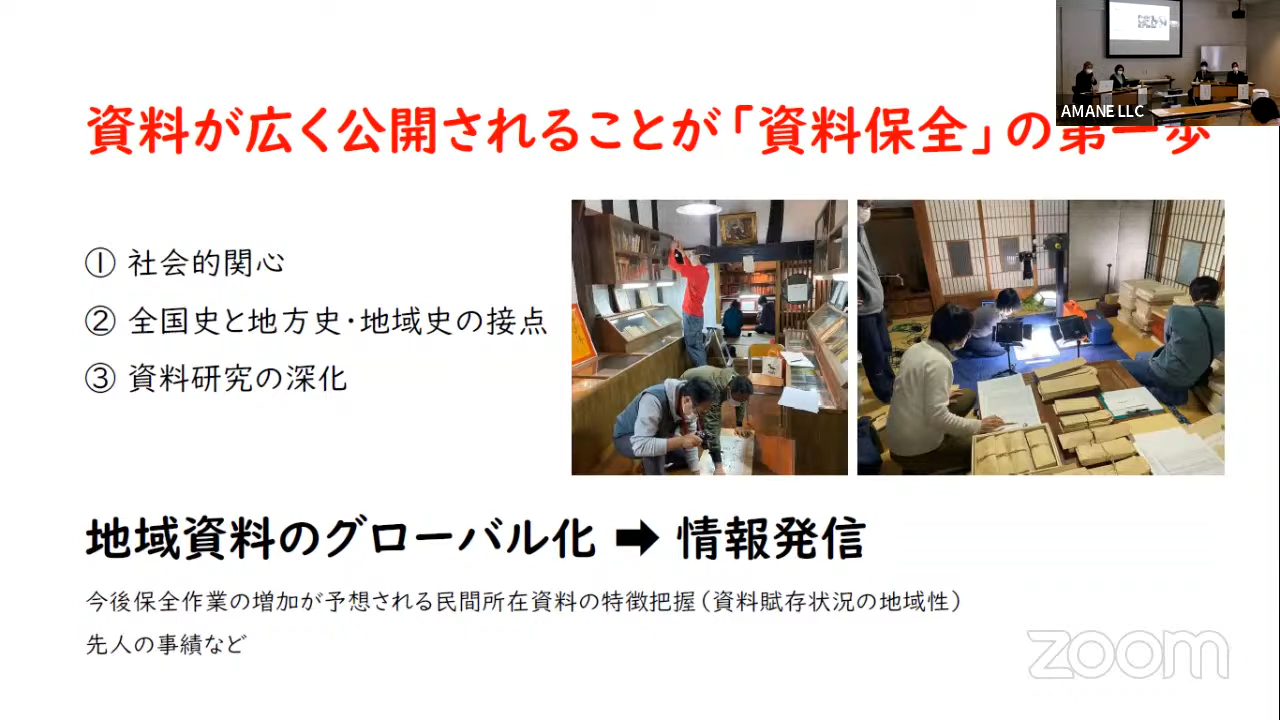 AMANE LLC
資料が広く公開されることが「資料保全」の第一歩
① 社会的関心
② 全国史と地方史・地域史の接点
③ 資料研究の深化
地域資料のグローバル化 ➡ 情報発信
今後保全作業の増加が予想される民間所在資料の特徴把握（資料賦存状況の地域性）
先人の事績など
zoom